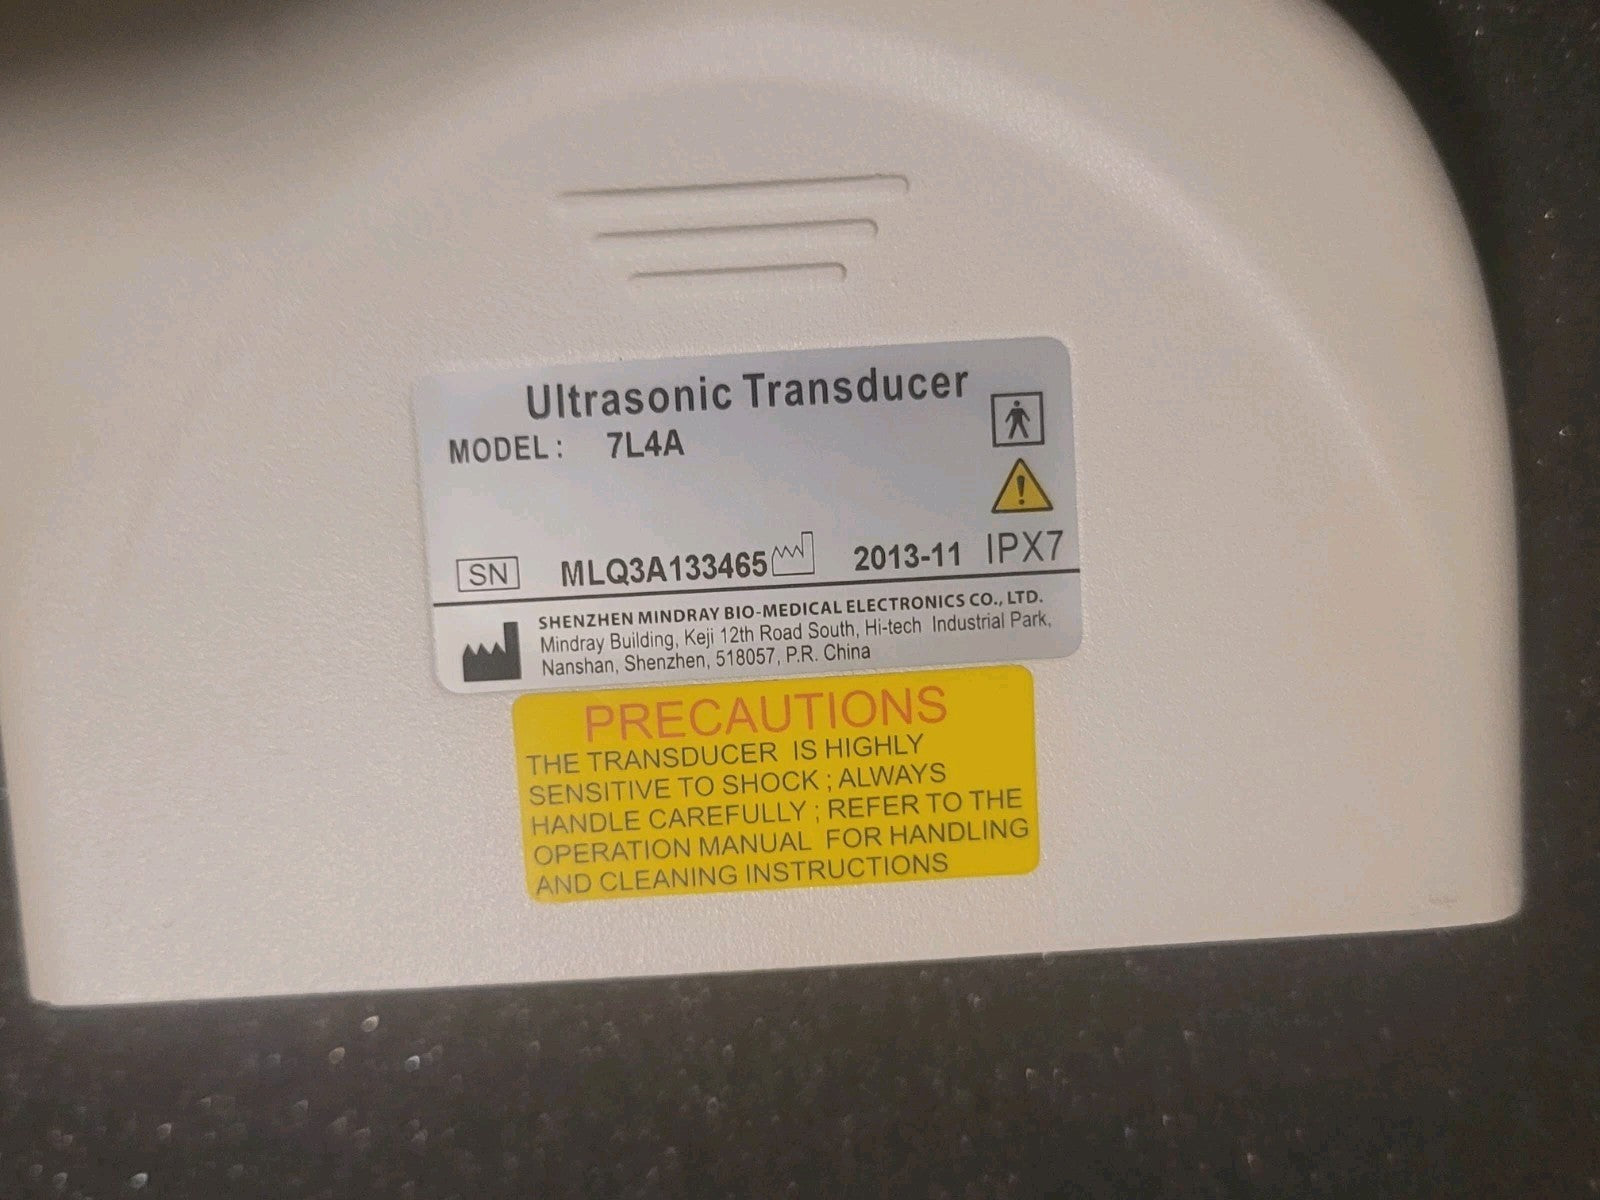 Ultrasonic Transducer
MODEL: 7L4A
SN MLQ3A133465 2013-11 IPX7
SHENZHEN MINDRAY BIO-MEDICAL ELECTRONICS CO., LTD.
Mindray Building, Keji 12th Road South, Hi-tech Industrial Park,
Nanshan, Shenzhen, 518057, P.R. China
PRECAUTIONS
THE TRANSDUCER IS HIGHLY
SENSITIVE TO SHOCK ; ALWAYS
HANDLE CAREFULLY ; REFER TO THE
OPERATION MANUAL FOR HANDLING
AND CLEANING INSTRUCTIONS